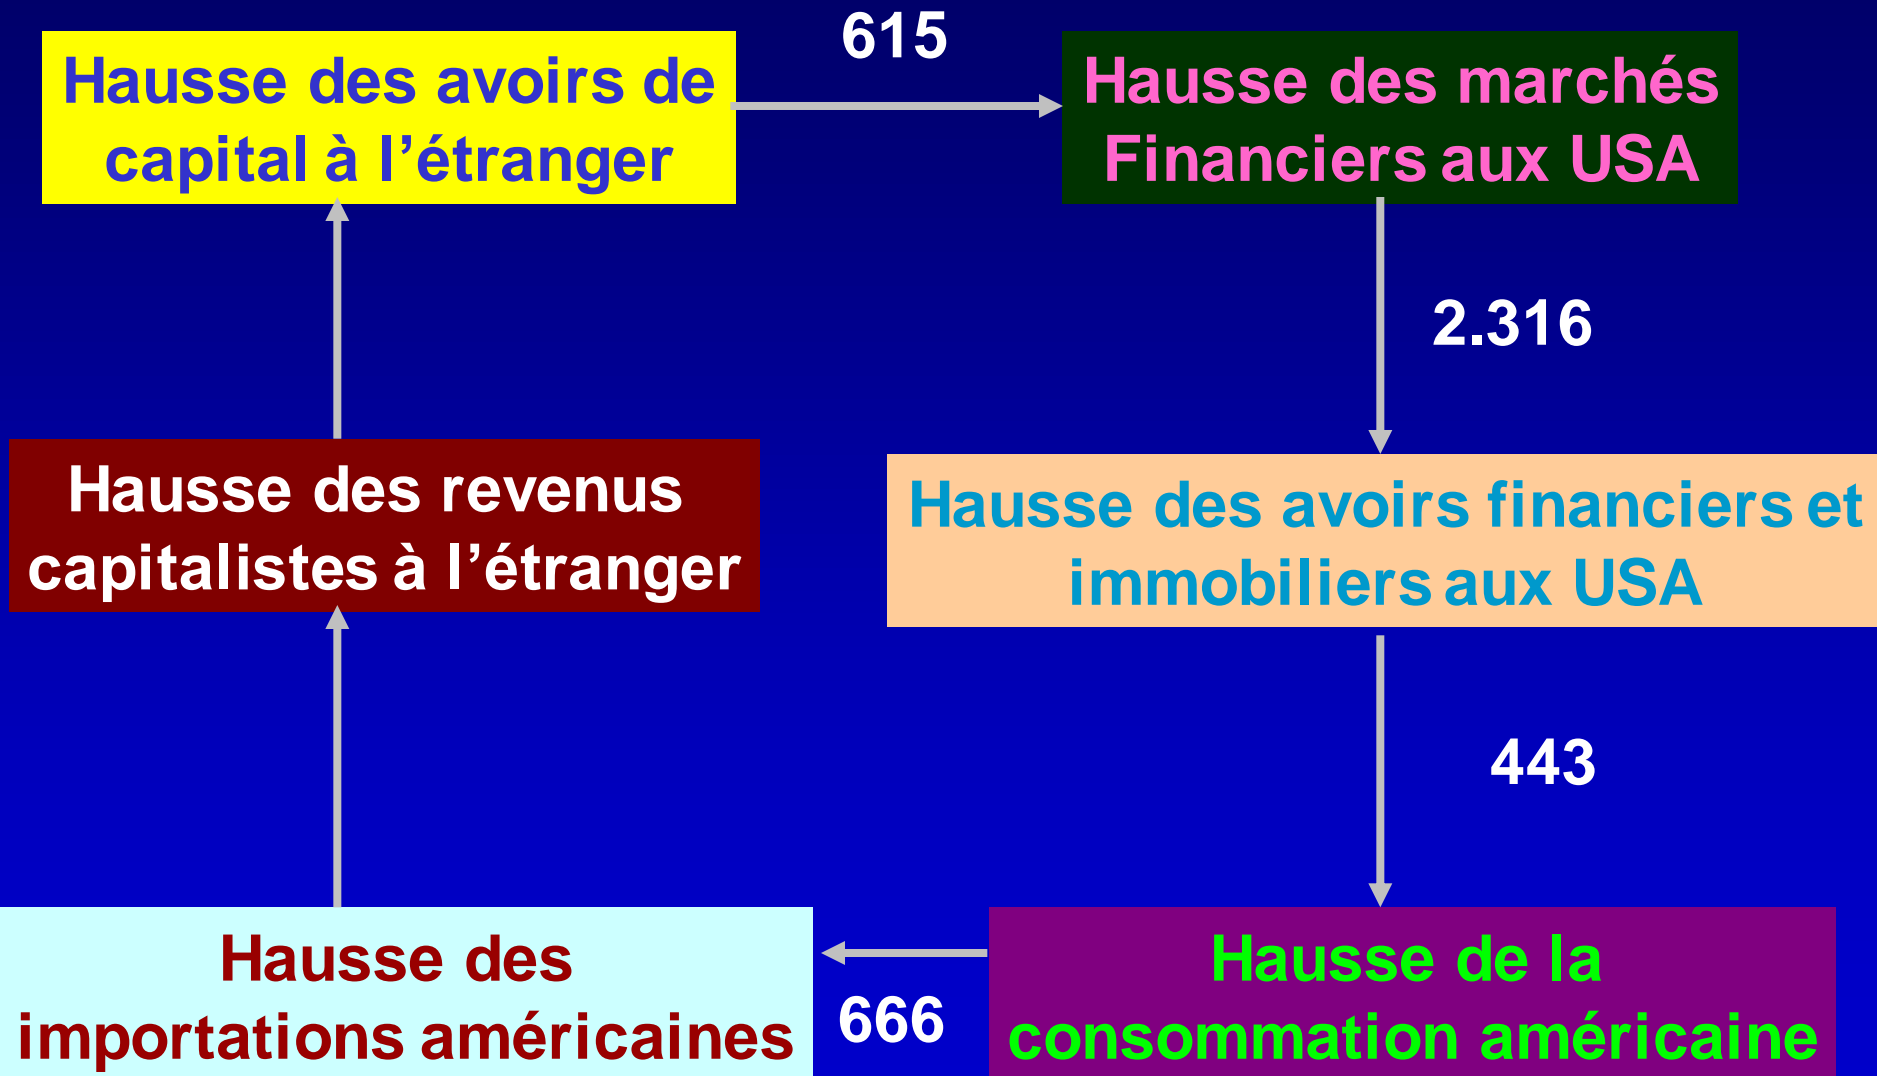 615
Hausse des avoirs de
capital à l’étranger
Hausse des marchés
Financiers aux USA
2.316
Hausse des revenus
capitalistes à l’étranger
Hausse des avoirs financiers et
immobiliers aux USA
443
Hausse des
importations américaines
666
Hausse de la
consommation américaine